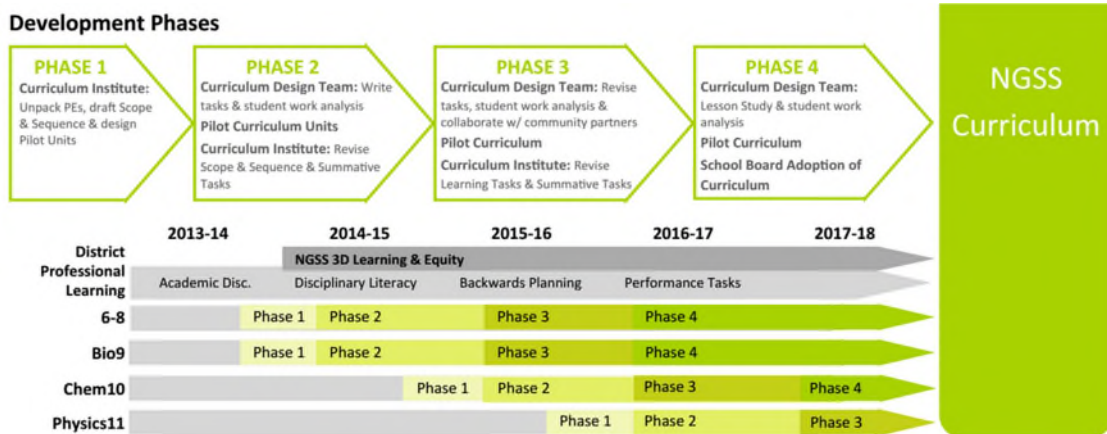 Development Phases
PHASE 1
Curriculum Institute:
Unpack PEs, draft Scope
& Sequence & design
Pilot Units
PHASE 2
Curriculum Design Team: Write
tasks & student work analysis
Pilot Curriculum Units
Curriculum Institute: Revise
Scope & Sequence & Summative
Tasks
PHASE 3
Curriculum Design Team: Revise
tasks, student work analysis &
collaborate w/ community partners
Pilot Curriculum
Curriculum Institute: Revise
Learning Tasks & Summative Tasks
PHASE 4
Curriculum Design Team:
Lesson Study & student work
analysis
Pilot Curriculum
School Board Adoption of
Curriculum
NGSS
Curriculum
2013-14 2014-15 2015-16 2016-17 2017-18
District
Professional
Learning
NGSS 3D Learning & Equity
Academic Disc. Disciplinary Literacy Backwards Planning Performance Tasks
6-8 Phase 1 Phase 2 Phase 3 Phase 4
Bio9 Phase 1 Phase 2 Phase 3 Phase 4
Chem10 Phase 1 Phase 2 Phase 3 Phase 4
Physics11 Phase 1 Phase 2 Phase 3